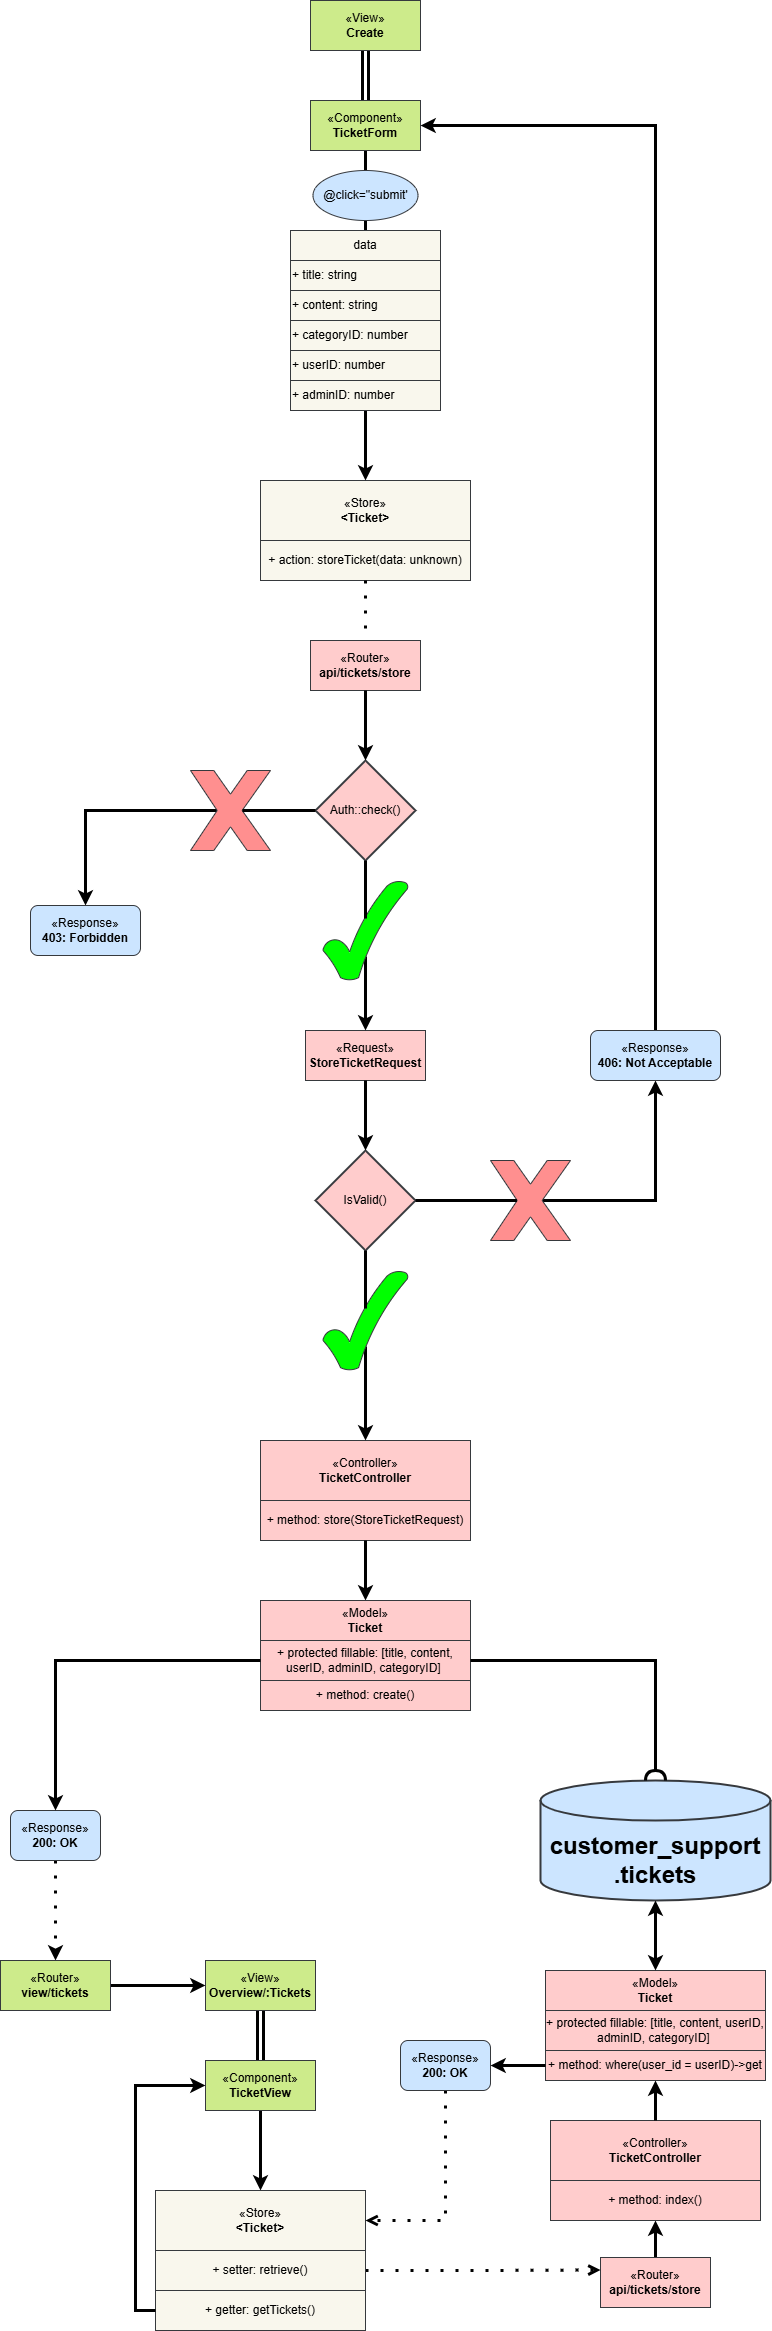 «View»
Create
«Component»
TicketForm
@click="submit'
data
+ title: string
+ content: string
+ categoryID: number
+ userID: number
+ adminID: number
«Store»
<Ticket>
+ action: storeTicket(data: unknown)
«Router»
api/tickets/store
Auth::check()
«Response»
403: Forbidden
«Request»
StoreTicketRequest
«Response»
406: Not Acceptable
IsValid()
«Controller»
TicketController
+ method: store(StoreTicketRequest)
«Model»
Ticket
+ protected fillable: [title, content,
userID, adminID, categoryID]
+ method: create()
«Response»
200: OK
customer_support
.tickets
«Router»
view/tickets
«View»
Overview/:Tickets
«Model»
Ticket
+ protected fillable: [title, content, userID,
adminID, categoryID]
+ method: where(user_id = userID)->get
«Response»
200: OK
«Component»
TicketView
«Controller»
TicketController
+ method: index()
«Store»
<Ticket>
+ setter: retrieve()
+ getter: getTickets()
«Router»
api/tickets/store